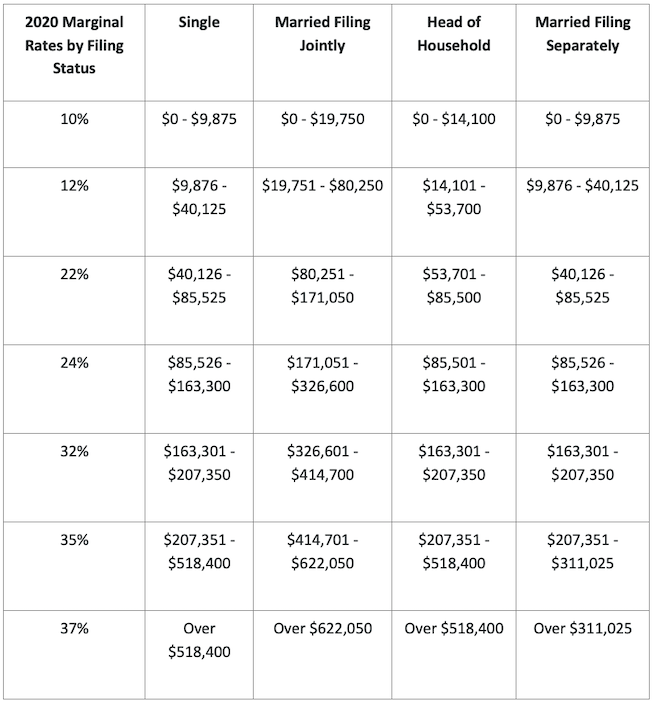 2020 Marginal
Rates by Filing
Status
Single
Married Filing
Jointly
Head of
Household
Married Filing
Separately
10%
$0 - $9,875
$0 - $19,750
$0 - $14,100
$0 - $9,875
12%
$9,876 -
$40,125
$19,751 - $80,250
$14,101 -
$53,700
$9,876 - $40,125
22%
$40,126 -
$85,525
$80,251 -
$171,050
$53,701 -
$85,500
$40,126 -
$85,525
24%
$85,526 -
$163,300
$171,051 -
$326,600
$85,501 -
$163,300
$85,526 -
$163,300
32%
$163,301 -
$207,350
$326,601 -
$414,700
$163,301 -
$207,350
$163,301 -
$207,350
35%
$207,351 -
$518,400
$414,701 -
$622,050
$207,351 -
$518,400
$207,351 -
$311,025
37%
Over
$518,400
Over $622,050
Over $518,400
Over $311,025